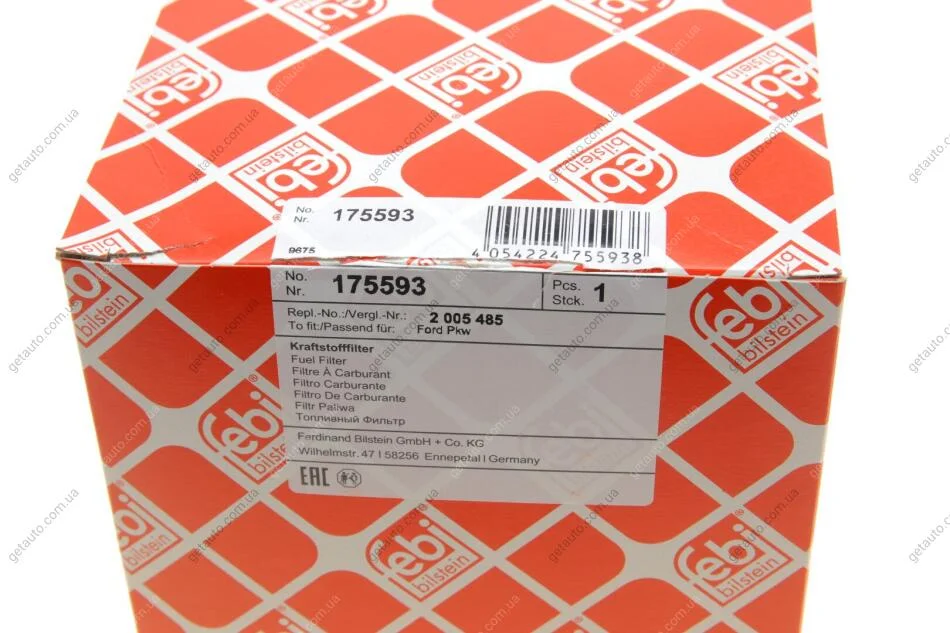 febi
bilstein
No.
Nr. 175593
9675
4 054224 755938
No.
Nr. 175593
Pcs.
Stck. 1
Repl.-No./Vergl.-Nr.: 2 005 485
To fit:/Passend für: Ford Pkw
Kraftstofffilter
Fuel Filter
Filtre À Carburant
Filtro Carburante
Filtro De Carburante
Filtr Paliwa
Топливный Фильтр
Ferdinand Bilstein GmbH + Co. KG
Wilhelmstr. 47 I 58256 Ennepetal I Germany
EAC
getauto.com.ua